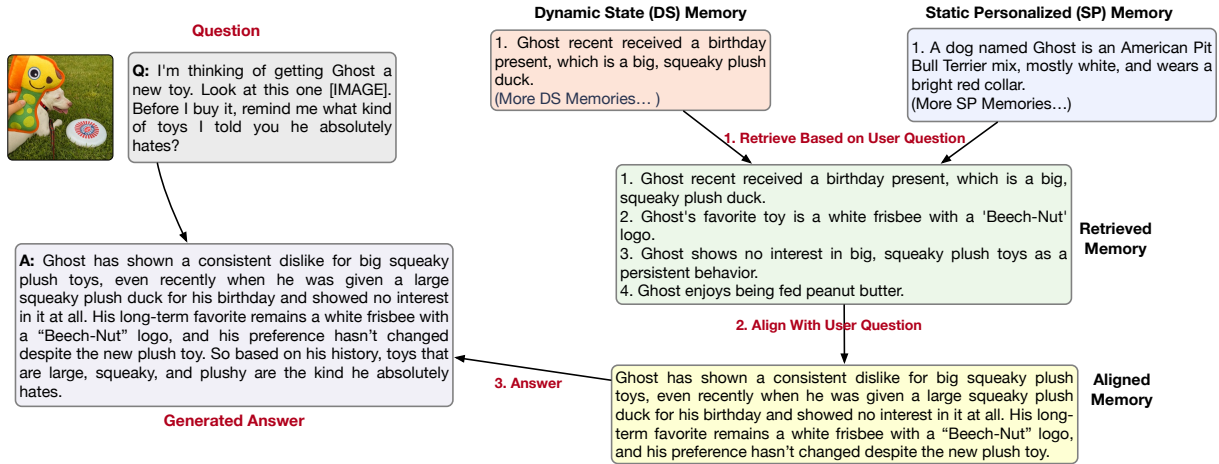 Question
Q: I'm thinking of getting Ghost a
new toy. Look at this one [IMAGE].
Before I buy it, remind me what kind
of toys I told you he absolutely
hates?
Dynamic State (DS) Memory
1. Ghost recent received a birthday
present, which is a big, squeaky plush
duck.
(More DS Memories… )
Static Personalized (SP) Memory
1. A dog named Ghost is an American Pit
Bull Terrier mix, mostly white, and wears a
bright red collar.
(More SP Memories…)
1. Retrieve Based on User Question
1. Ghost recent received a birthday present, which is a big,
squeaky plush duck.
2. Ghost's favorite toy is a white frisbee with a 'Beech-Nut'
logo.
3. Ghost shows no interest in big, squeaky plush toys as a
persistent behavior.
4. Ghost enjoys being fed peanut butter.
Retrieved
Memory
2. Align With User Question
Ghost has shown a consistent dislike for big squeaky plush
toys, even recently when he was given a large squeaky plush
duck for his birthday and showed no interest in it at all. His long-
term favorite remains a white frisbee with a “Beech-Nut” logo,
and his preference hasn’t changed despite the new plush toy.
Aligned
Memory
3. Answer
A: Ghost has shown a consistent dislike for big squeaky
plush toys, even recently when he was given a large
squeaky plush duck for his birthday and showed no interest
in it at all. His long-term favorite remains a white frisbee with
a “Beech-Nut” logo, and his preference hasn’t changed
despite the new plush toy. So based on his history, toys that
are large, squeaky, and plushy are the kind he absolutely
hates.
Generated Answer